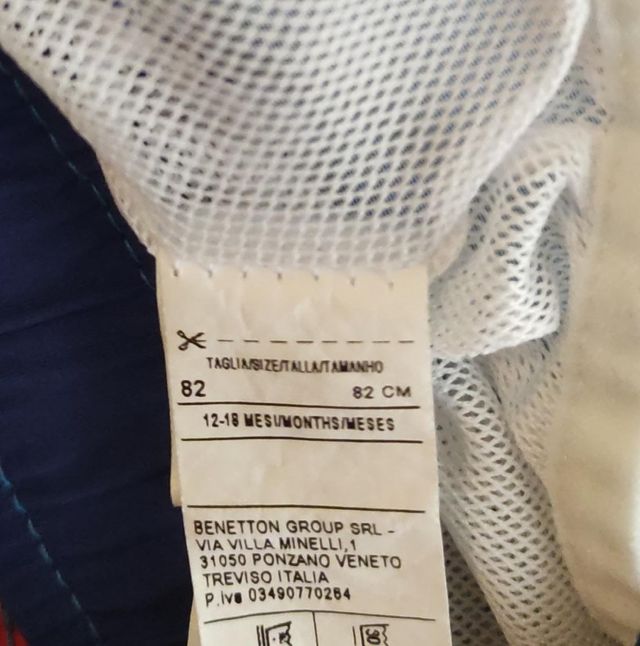 TAGLIA/SIZE/TALLA/TAMANHO
82 82 CM
12-18 MESI/MONTHS/MESES
BENETTON GROUP SRL -
VIA VILLA MINELLI,1
31050 PONZANO VENETO
TREVISO ITALIA
P.Iva 03490770264